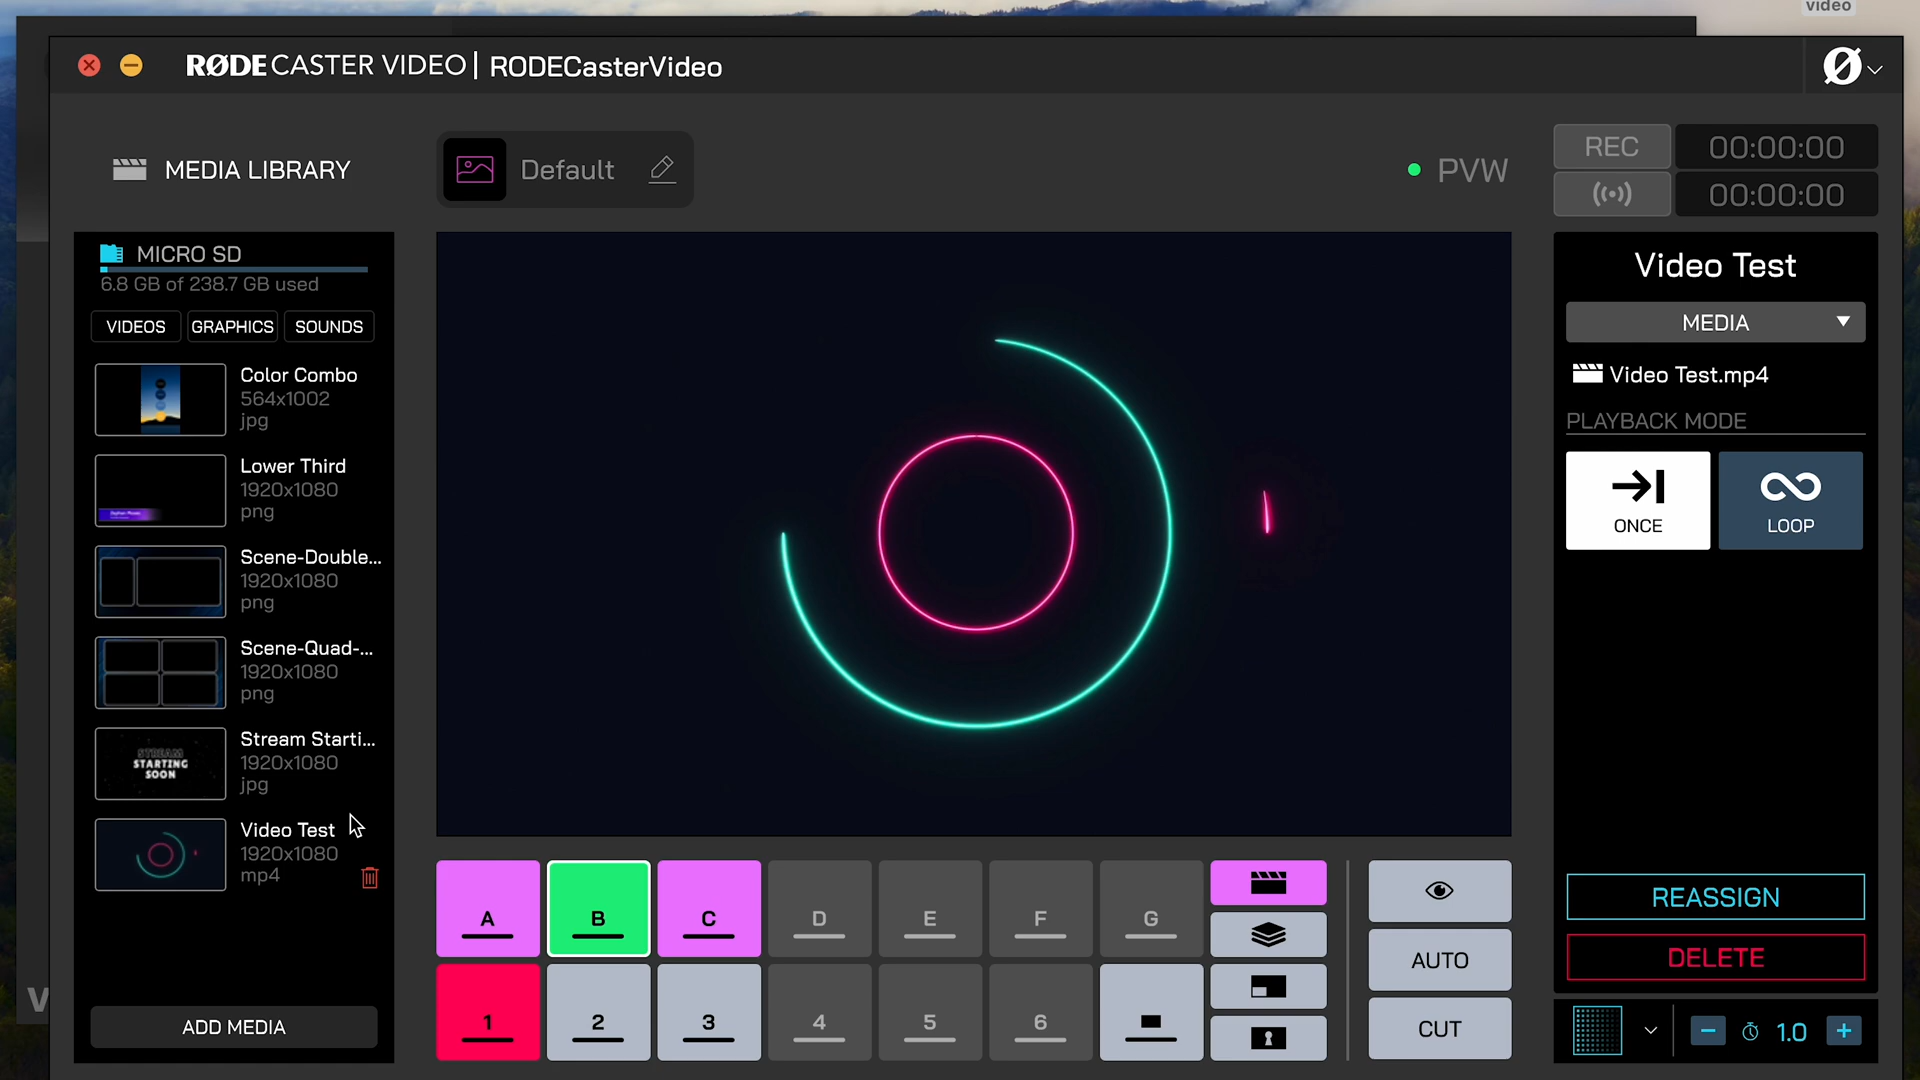 video
RØDECASTER VIDEO | RODECasterVideo
MEDIA LIBRARY
Default
PVW
REC
00:00:00
00:00:00
MICRO SD
6.8 GB of 238.7 GB used
VIDEOS
GRAPHICS
SOUNDS
Color Combo
564x1002
jpg
Lower Third
1920x1080
png
Scene-Double...
1920x1080
png
Scene-Quad-...
1920x1080
png
STREAM
STARTING
SOON
Stream Starti...
1920x1080
jpg
Video Test
1920x1080
mp4
ADD MEDIA
A
B
C
D
E
F
G
1
2
3
4
5
6
AUTO
CUT
Video Test
MEDIA
Video Test.mp4
PLAYBACK MODE
ONCE
LOOP
REASSIGN
DELETE
1.0